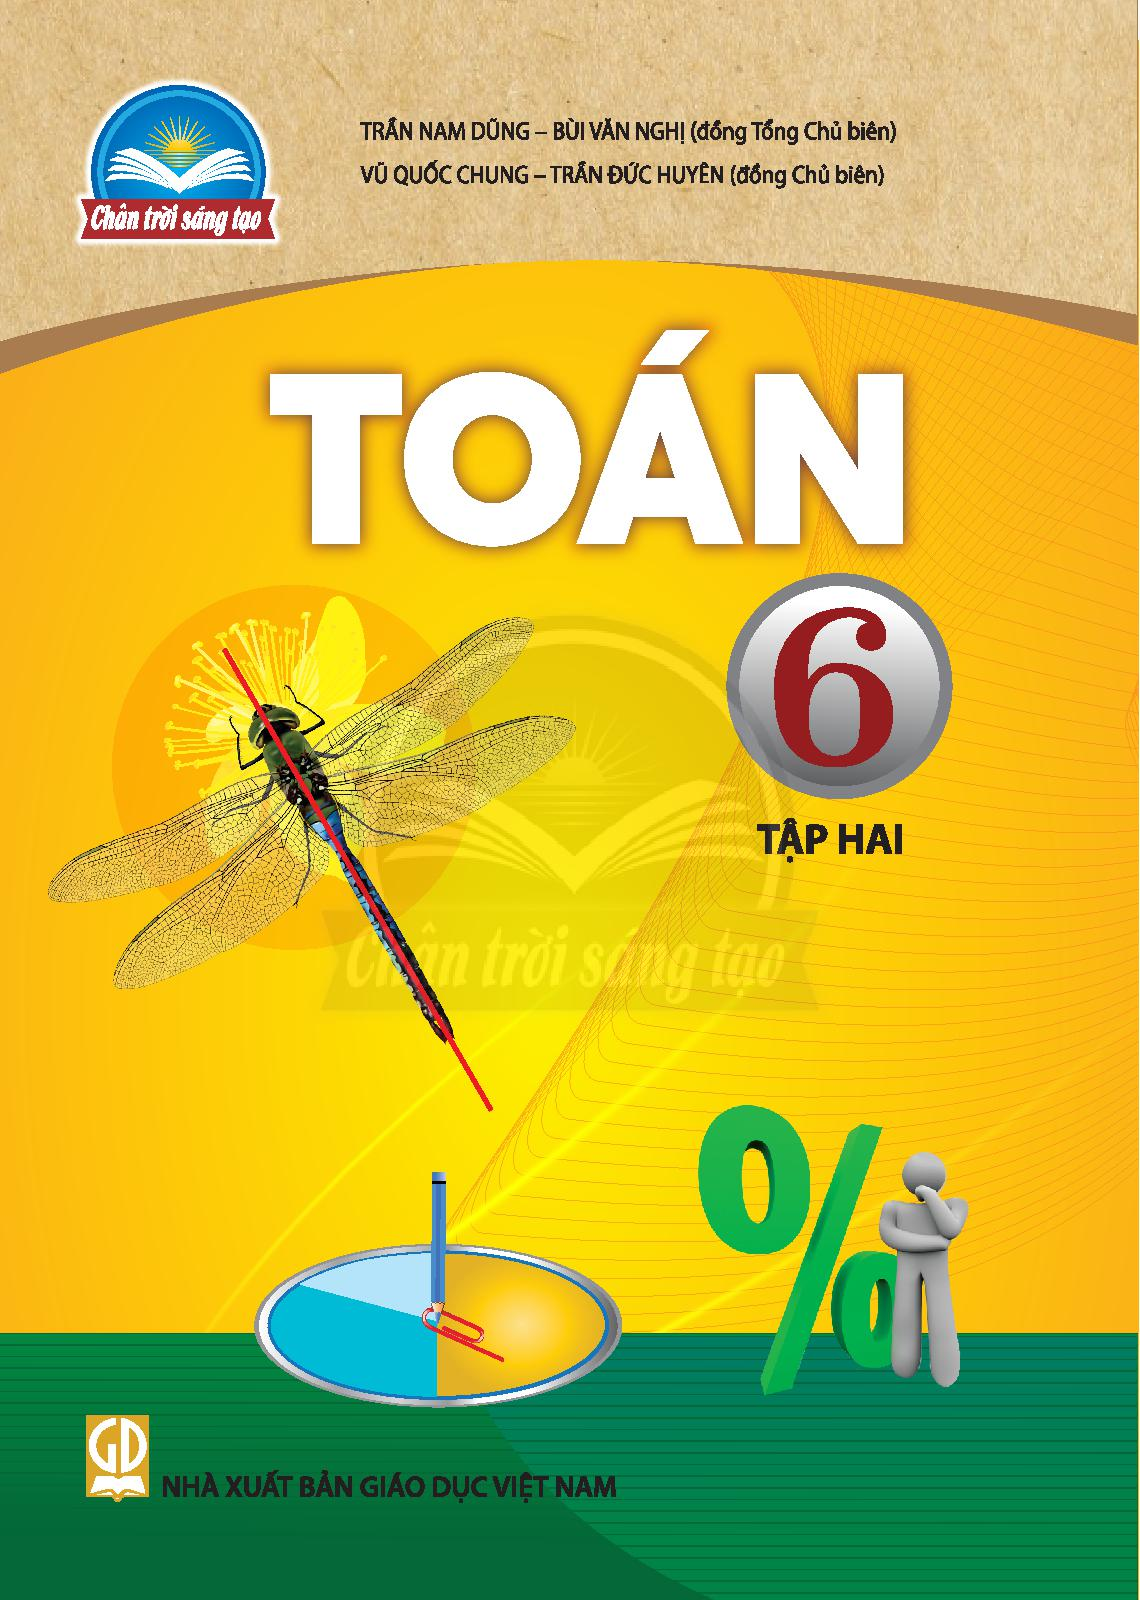 TRẦN NAM DŨNG – BÙI VĂN NGHỊ (đồng Tổng Chủ biên)
VŨ QUỐC CHUNG – TRẦN ĐỨC HUYÊN (đồng Chủ biên)
Chân trời sáng tạo
TOÁN
6
TẬP HAI
Chân trời sáng tạo
%
GD
NHÀ XUẤT BẢN GIÁO DỤC VIỆT NAM